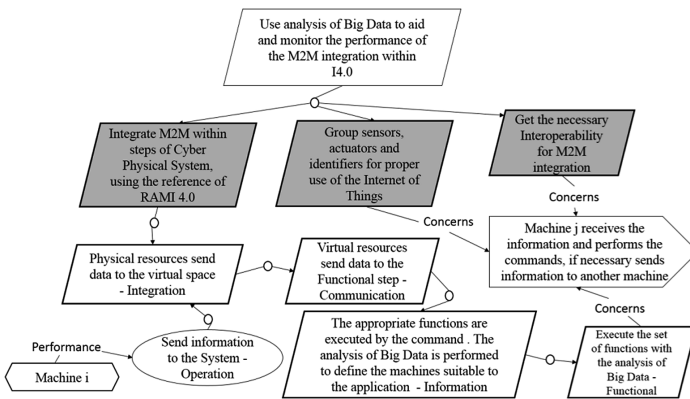 Use analysis of Big Data to aid
and monitor the performance of
the M2M integration within
I4.0
Integrate M2M within
steps of Cyber
Physical System,
using the reference of
RAMI 4.0
Group sensors,
actuators and
identifiers for proper
use of the Internet of
Things
Get the necessary
Interoperability
for M2M
integration
Concerns
Concerns
Machine j receives the
information and performs the
commands, if necessary sends
information to another machine
Physical resources send
data to the virtual space
- Integration
Virtual resources
send data to the
Functional step -
Communication
Concerns
The appropriate functions are
executed by the command . The
analysis of Big Data is performed
to define the machines suitable to
the application - Information
Execute the set
of functions with
the analysis of
Big Data -
Functional
Send information
to the System -
Operation
Performance
Machine i